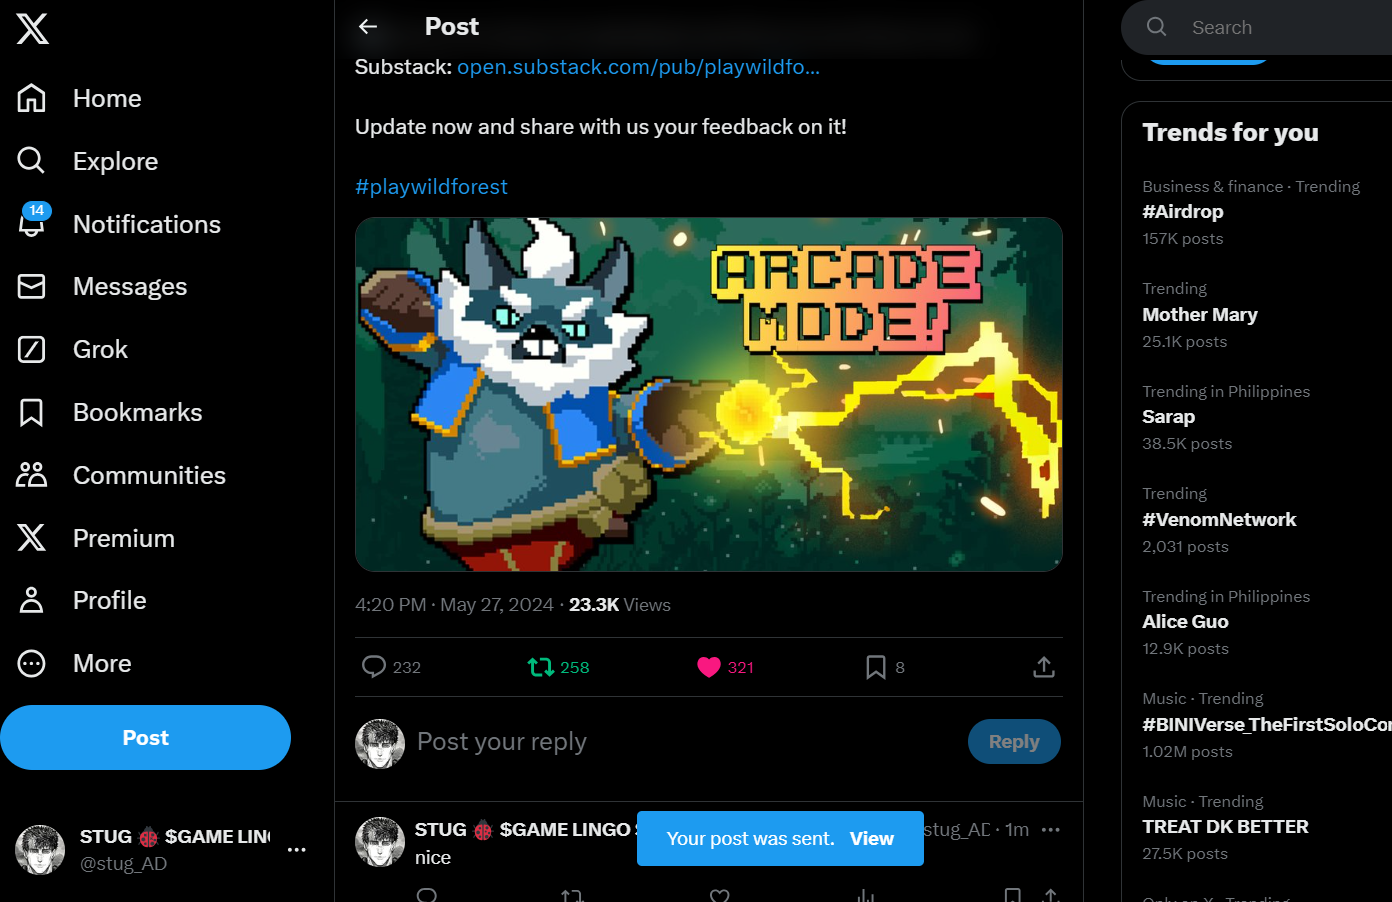 Home
Explore
14
Notifications
Messages
Grok
Bookmarks
Communities
Premium
Profile
More
Post
STUG 🐞 $GAME LIN
@stug_AD
Post
Substack: open.substack.com/pub/playwildfo...
Update now and share with us your feedback on it!
#playwildforest
ARCADE
MODE!
4:20 PM · May 27, 2024 · 23.3K Views
232 258 321 8
Post your reply
Reply
STUG 🐞 $GAME LINGO stug_AD · 1m
nice
Your post was sent. View
Search
Trends for you
Business & finance · Trending
#Airdrop
157K posts
Trending
Mother Mary
25.1K posts
Trending in Philippines
Sarap
38.5K posts
Trending
#VenomNetwork
2,031 posts
Trending in Philippines
Alice Guo
12.9K posts
Music · Trending
#BINIVerse_TheFirstSoloCo
1.02M posts
Music · Trending
TREAT DK BETTER
27.5K posts